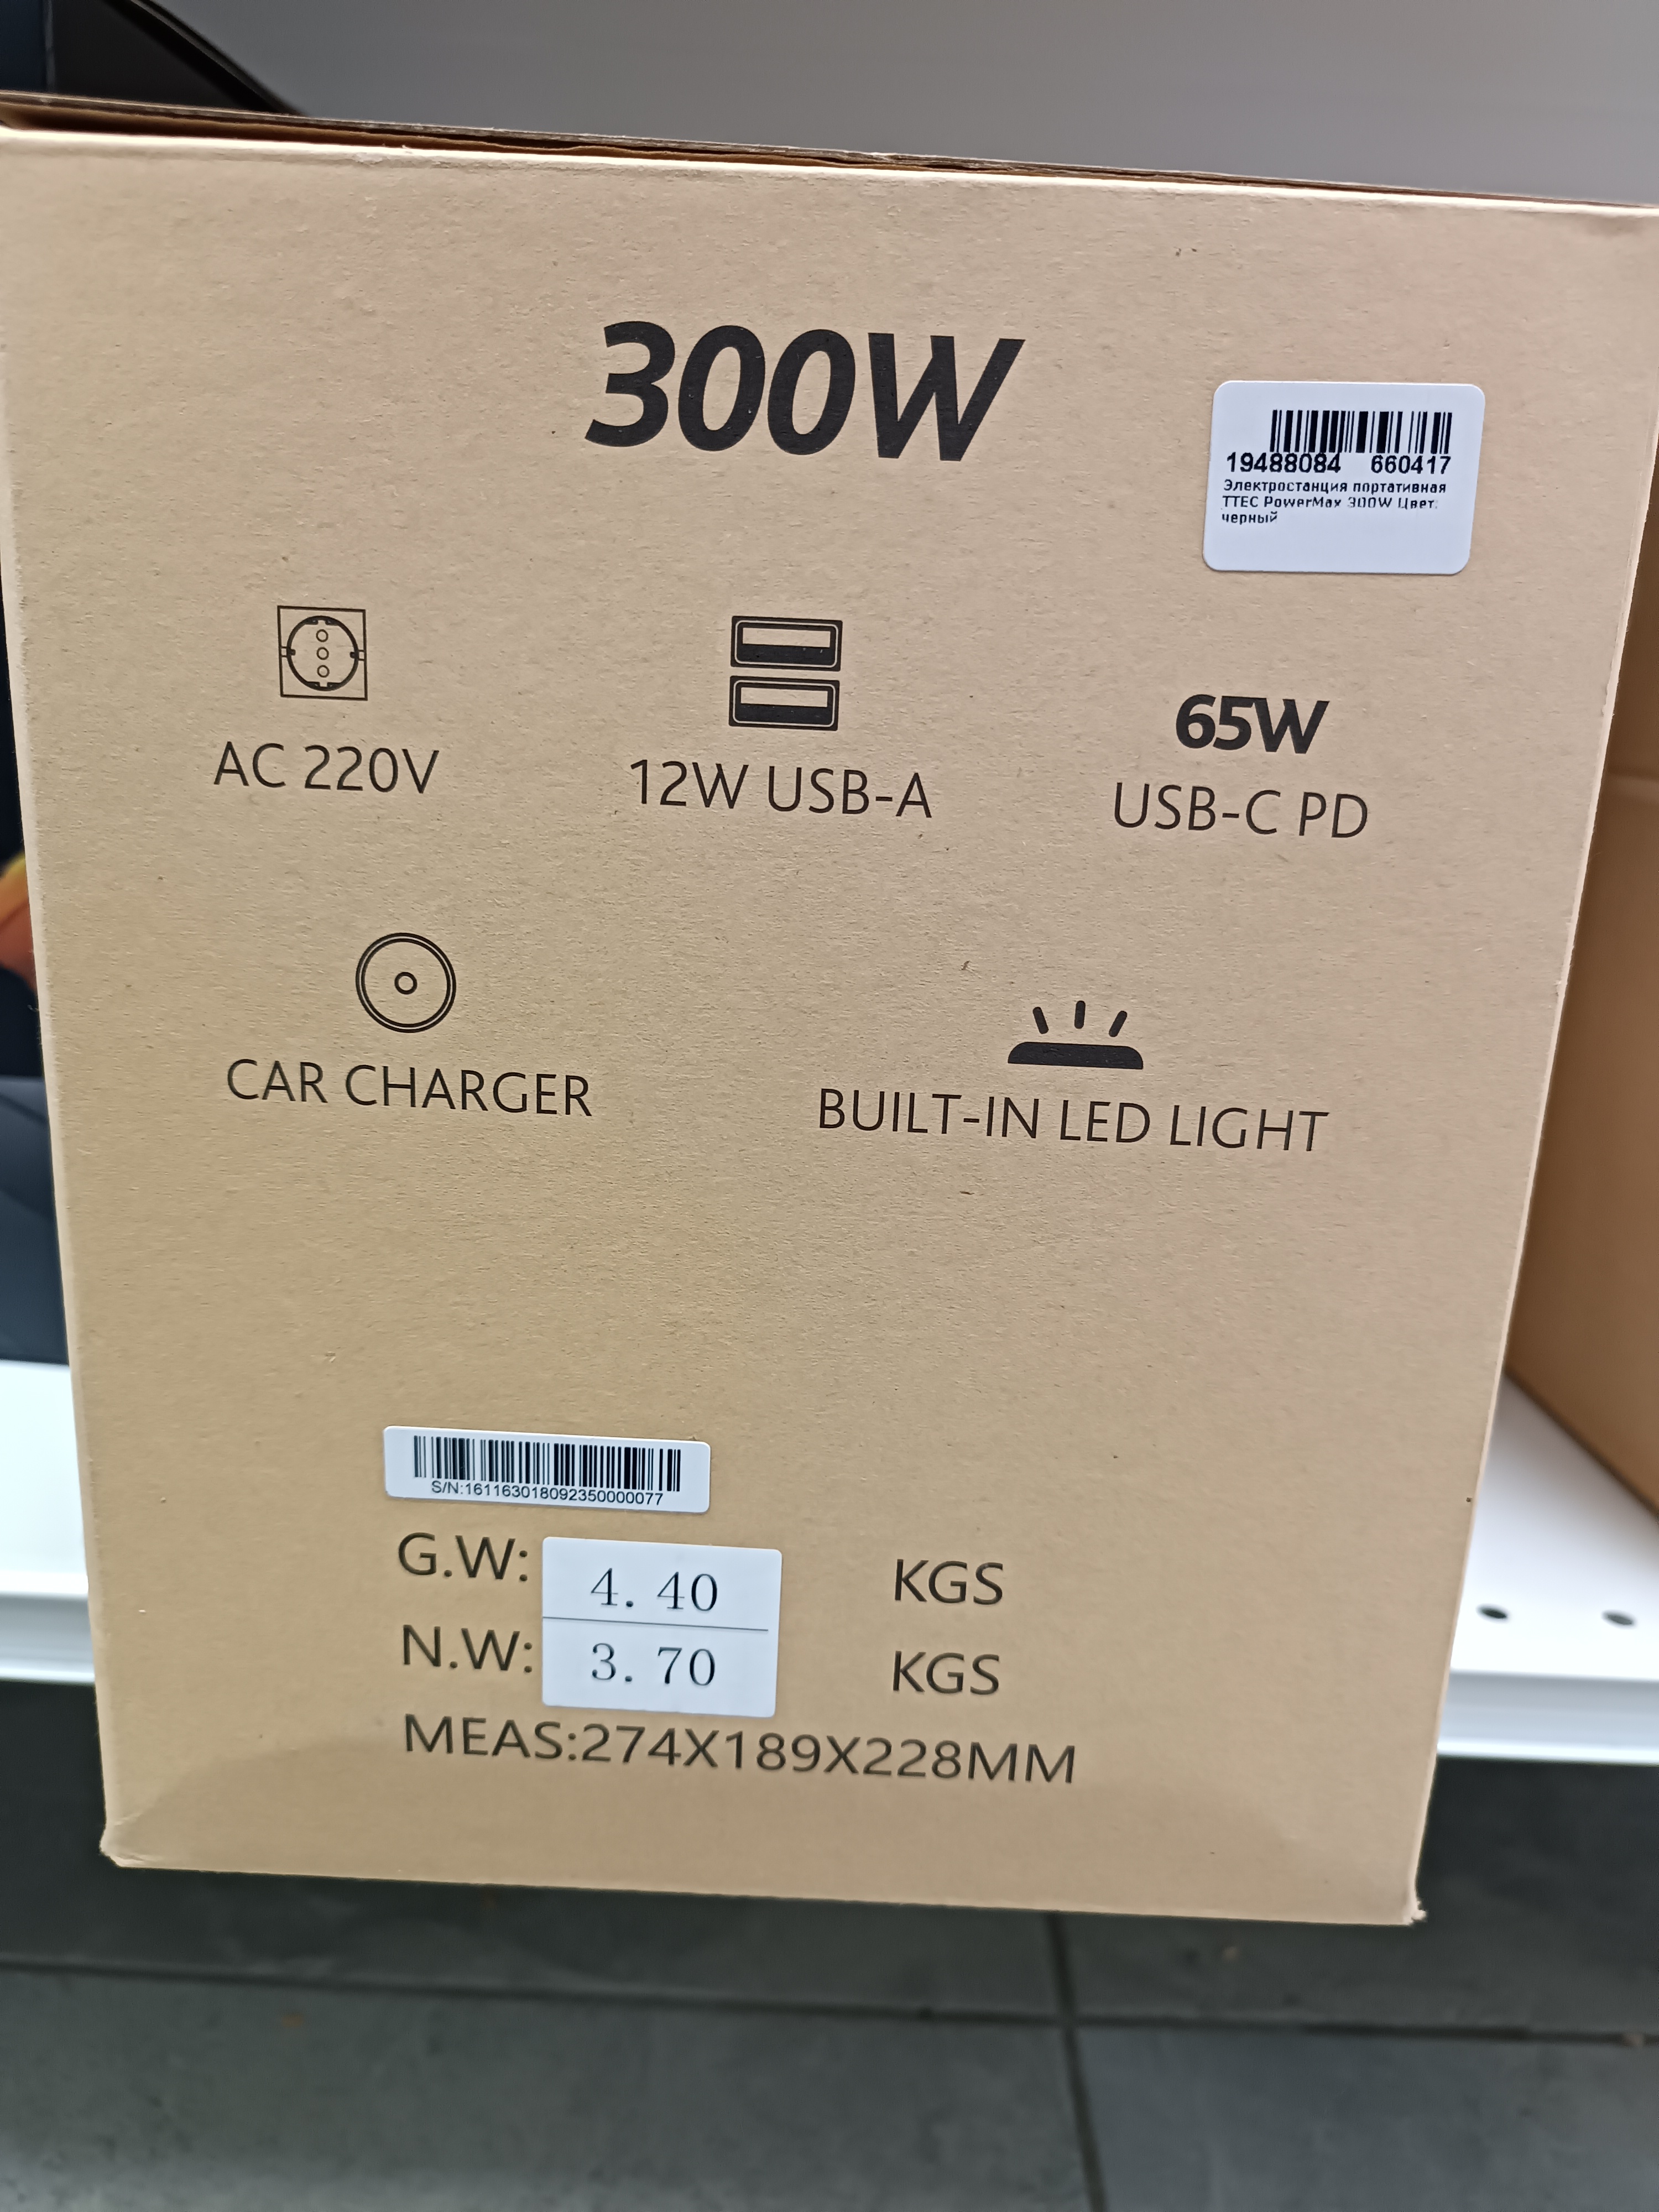 300W
19488084 660417
Электростанция портативная
TTEC PowerMax 300W Цвет:
черный
AC 220V
12W USB-A
65W
USB-C PD
CAR CHARGER
BUILT-IN LED LIGHT
S/N:161163018092350000077
G.W: 4.40 KGS
N.W: 3.70 KGS
MEAS:274X189X228MM